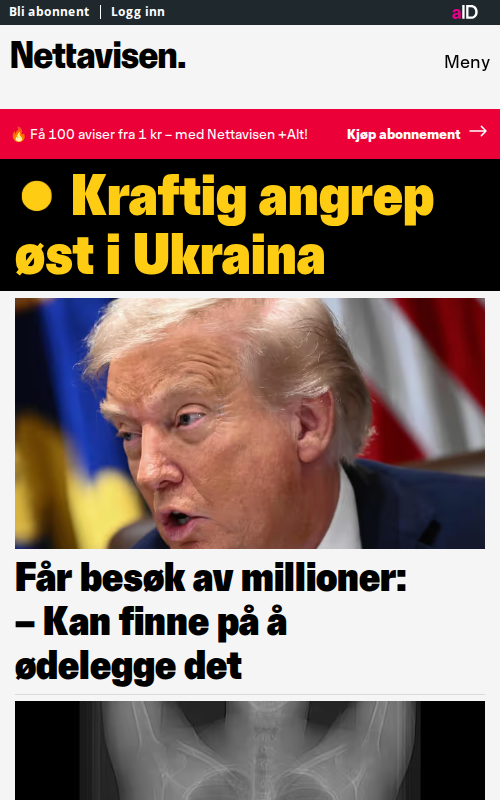 Bli abonnent | Logg inn
aID
Nettavisen.
Meny
🔥 Få 100 aviser fra 1 kr – med Nettavisen +Alt!
Kjøp abonnement →
● Kraftig angrep
øst i Ukraina
Får besøk av millioner:
– Kan finne på å
ødelegge det